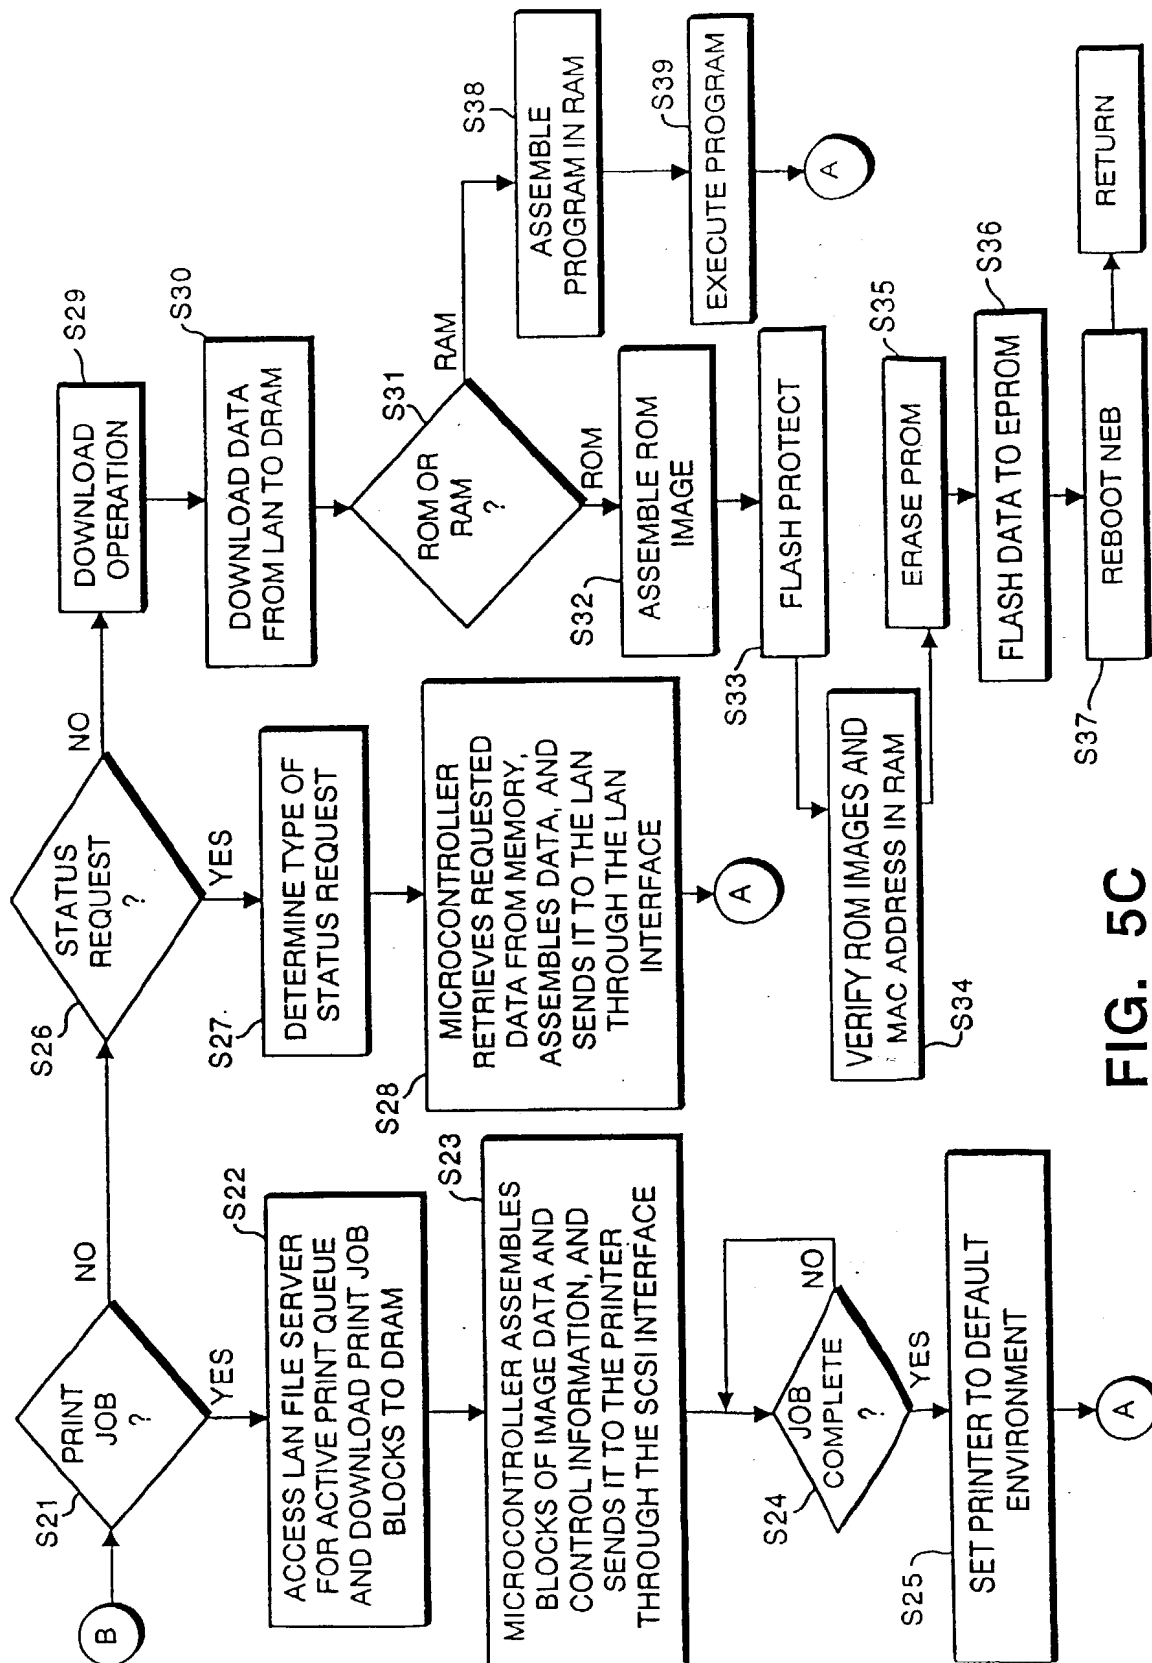 B
S21
PRINT
JOB
?
NO
YES
S22
ACCESS LAN FILE SERVER
FOR ACTIVE PRINT QUEUE
AND DOWNLOAD PRINT JOB
BLOCKS TO DRAM
S23
MICROCONTROLLER ASSEMBLES
BLOCKS OF IMAGE DATA AND
CONTROL INFORMATION, AND
SENDS IT TO THE PRINTER
THROUGH THE SCSI INTERFACE
S24
JOB
COMPLETE
?
NO
YES
S25
SET PRINTER TO DEFAULT
ENVIRONMENT
A
S26
STATUS
REQUEST
?
NO
YES
S27
DETERMINE TYPE OF
STATUS REQUEST
S28
MICROCONTROLLER
RETRIEVES REQUESTED
DATA FROM MEMORY,
ASSEMBLES DATA, AND
SENDS IT TO THE LAN
THROUGH THE LAN
INTERFACE
A
S29
DOWNLOAD
OPERATION
S30
DOWNLOAD DATA
FROM LAN TO DRAM
S31
ROM OR
RAM
?
RAM
ROM
S32
ASSEMBLE ROM
IMAGE
S33
FLASH PROTECT
S34
VERIFY ROM IMAGES AND
MAC ADDRESS IN RAM
S35
ERASE PROM
S36
FLASH DATA TO EPROM
S37
REBOOT NEB
RETURN
S38
ASSEMBLE
PROGRAM IN RAM
S39
EXECUTE PROGRAM
A
FIG. 5C